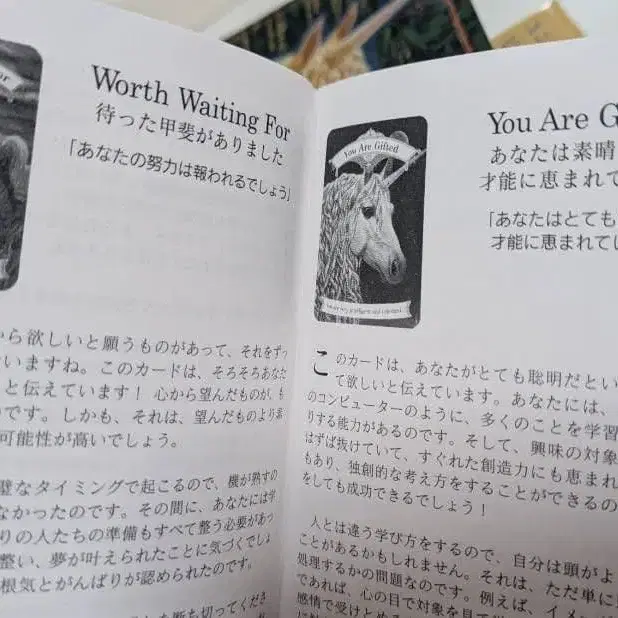 Worth Waiting For
待った甲斐がありました
「あなたの努力は報われるでしょう」
から欲しいと願うものがあって、それをずっ
いますね。このカードは、そろそろあなた
と伝えています! 心から望んだものが、も
です。しかも、それは、望んだものより素
可能性が高いでしょう。
璧なタイミングで起こるので、機が熟すの
なかったのです。その間に、あなたには学
りの人たちの準備もすべて整う必要があっ
整い、夢が叶えられたことに気づくでしょ
根気とがんばりが認められたのです。
断ち切ってくださ
You Are G
あなたは素晴
才能に恵まれて
「あなたはとても
才能に恵まれてし
You Are Gifted
このカードは、あなたがとても聡明だとい
て欲しいと伝えています。あなたには、
のコンピューターのように、多くのことを学習
りする能力があるのです。そして、興味の対象
はずば抜けていて、すぐれた創造力にも恵まれ
もあり、独創的な考え方をすることができるの
をしても成功できるでしょう!
人とは違う学び方をするので、自分は頭がよ
ことがあるかもしれません。それは、ただ単に
処理するかの問題なのです。例えば、イメー
であれば、心の目で対象を見て
感情で受けとめる